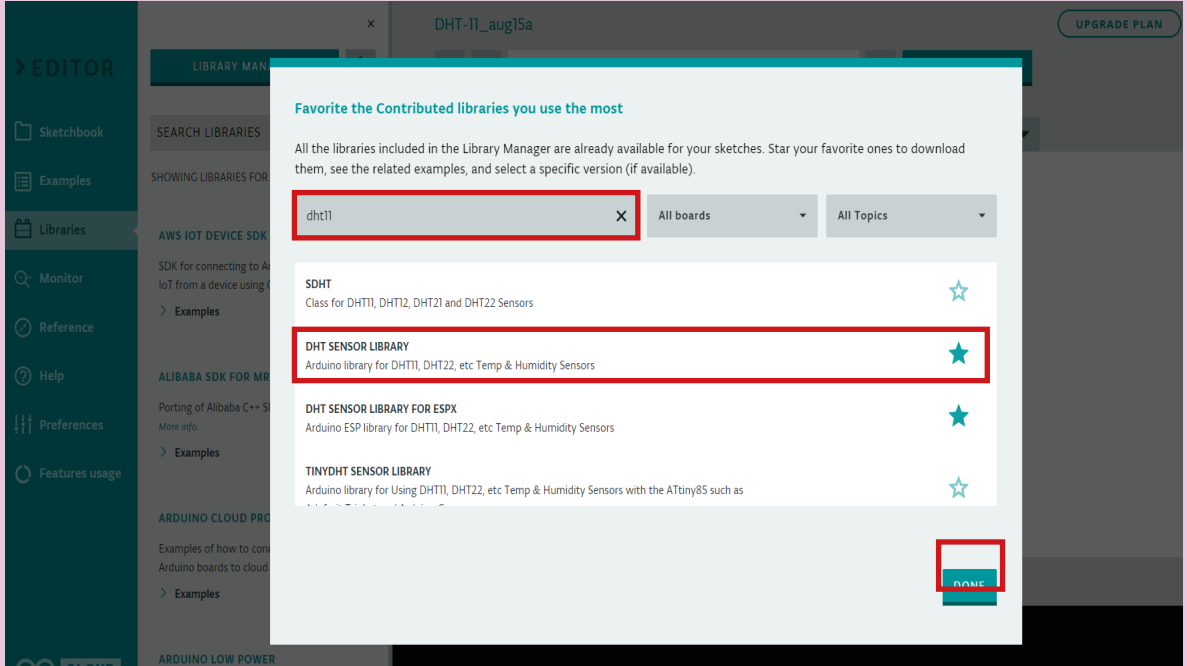 DHT-11_aug15a
UPGRADE PLAN
EDITOR
Sketchbook
Examples
Libraries
Monitor
Reference
Help
Preferences
Features usage
LIBRARY
SEARCH LIBRARIES
SHOWING LIBRARIES FOR
AWS IOT DEVICE SDK
SDK for connecting to
IoT from a device using
Examples
ALIBABA SDK FOR
Porting of Alibaba C++
More info.
Examples
ARDUINO CLOUD
Examples of how to
Arduino boards to cloud
Examples
ARDUINO LOW POWER
Favorite the Contributed libraries you use the most
All the libraries included in the Library Manager are already available for your sketches. Star your favorite ones to download
them, see the related examples, and select a specific version (if available).
dht11
All boards
All Topics
SDHT
Class for DHT11, DHT12, DHT21 and DHT22 Sensors
DHT SENSOR LIBRARY
Arduino library for DHT11, DHT22, etc Temp & Humidity Sensors
DHT SENSOR LIBRARY FOR ESPX
Arduino ESP library for DHT11, DHT22, etc Temp & Humidity Sensors
TINYDHT SENSOR LIBRARY
Arduino library for Using DHT11, DHT22, etc Temp & Humidity Sensors with the ATtiny85 such as
DONE